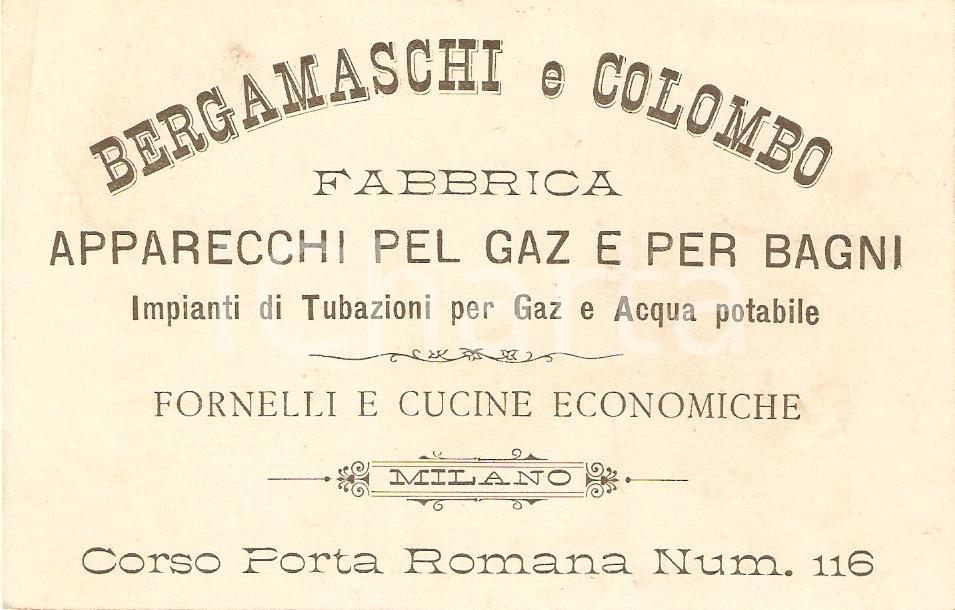 BERGAMASCHI e COLOMBO
FABBRICA
APPARECCHI PEL GAZ E PER BAGNI
Impianti di Tubazioni per Gaz e Acqua potabile
iCharta
FORNELLI E CUCINE ECONOMICHE
MILANO
Corso Porta Romana Num. 116